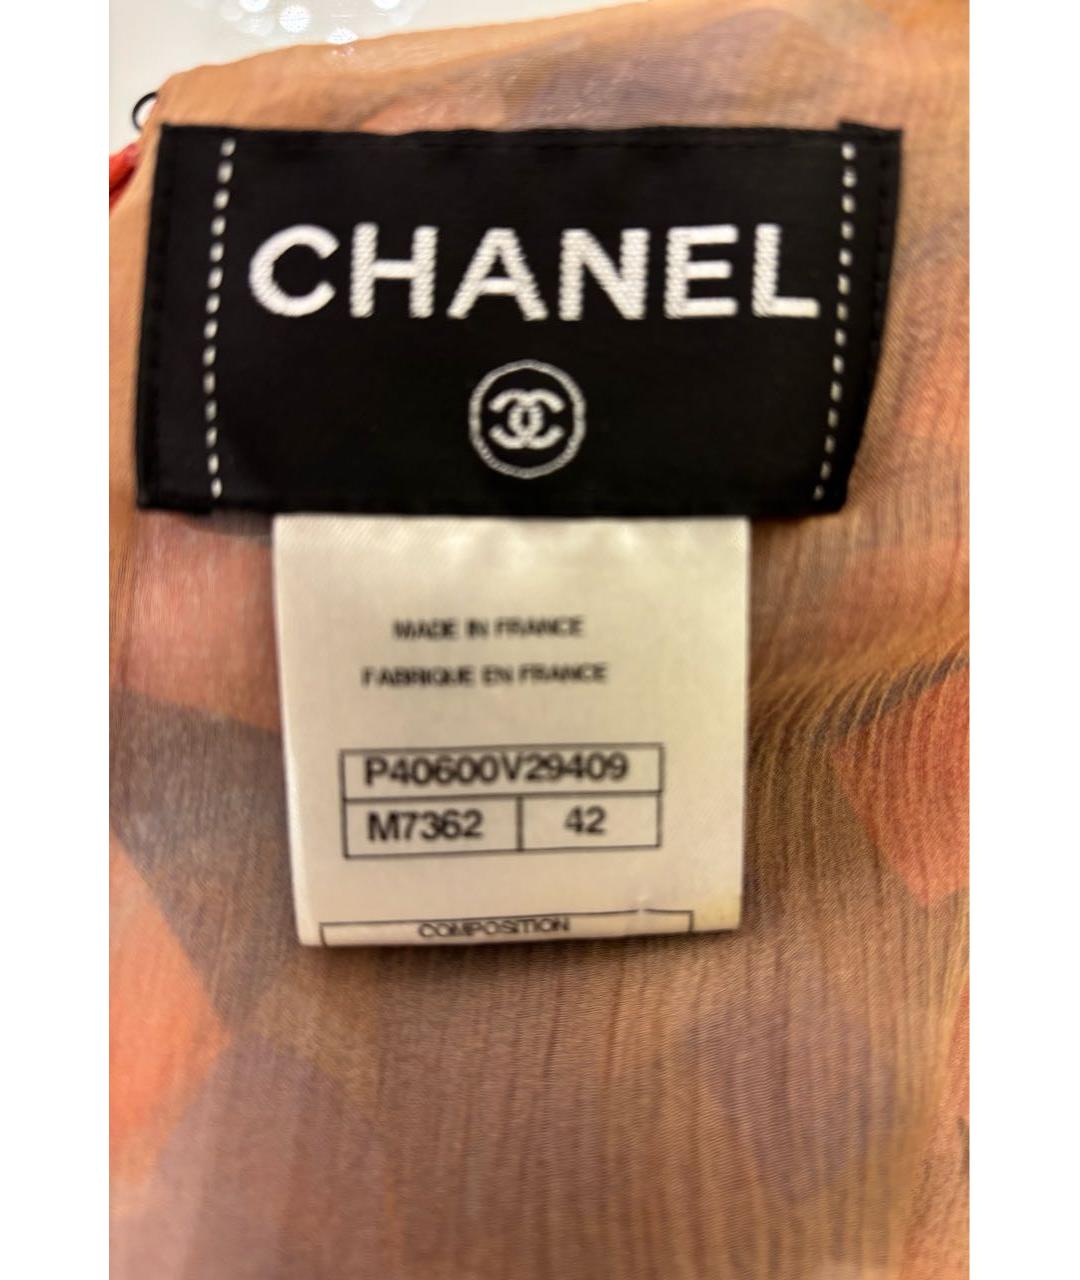 CHANEL
MADE IN FRANCE
FABRIQUE EN FRANCE
P40600V29409
M7362 42
COMPOSITION